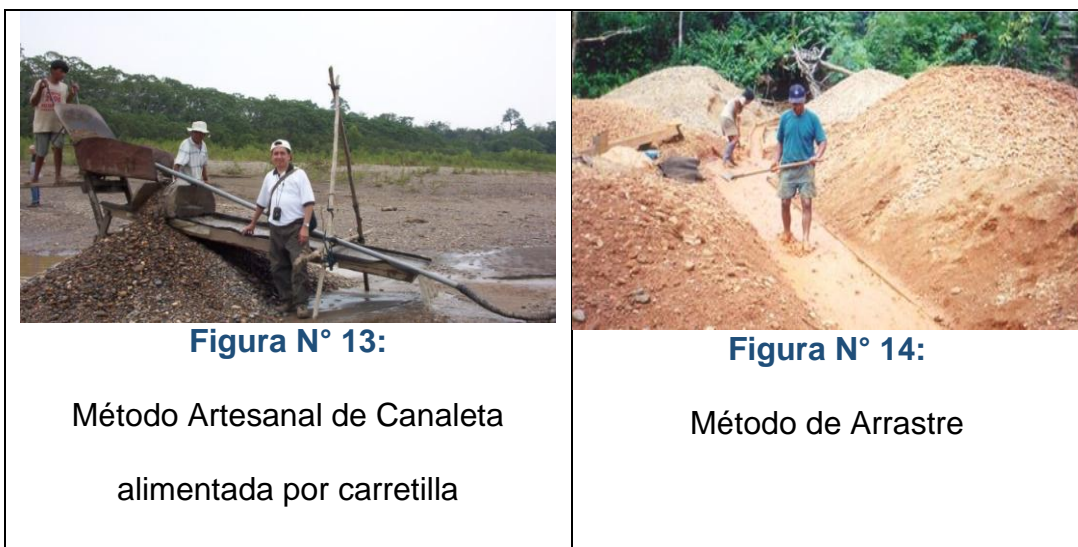 Figura N° 13:
Método Artesanal de Canaleta
alimentada por carretilla
Figura N° 14:
Método de Arrastre